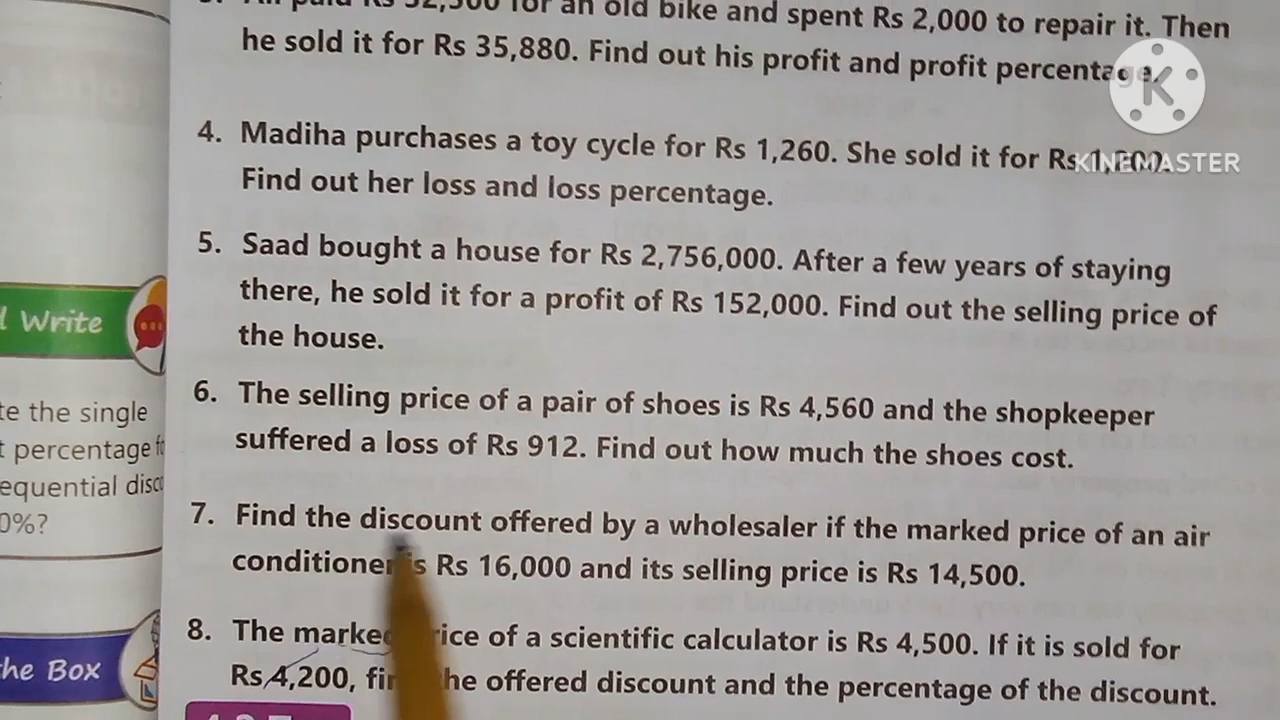 for an old bike and spent Rs 2,000 to repair it. Then
he sold it for Rs 35,880. Find out his profit and profit percentage.
KINEMASTER
4. Madiha purchases a toy cycle for Rs 1,260. She sold it for Rs
Find out her loss and loss percentage.
5. Saad bought a house for Rs 2,756,000. After a few years of staying
there, he sold it for a profit of Rs 152,000. Find out the selling price of
the house.
Write
6. The selling price of a pair of shoes is Rs 4,560 and the shopkeeper
suffered a loss of Rs 912. Find out how much the shoes cost.
the single
percentage
0%?
7. Find the discount offered by a wholesaler if the marked price of an air
conditioner is Rs 16,000 and its selling price is Rs 14,500.
8. The marked price of a scientific calculator is Rs 4,500. If it is sold for
Rs 4,200, find the offered discount and the percentage of the discount.
he Box